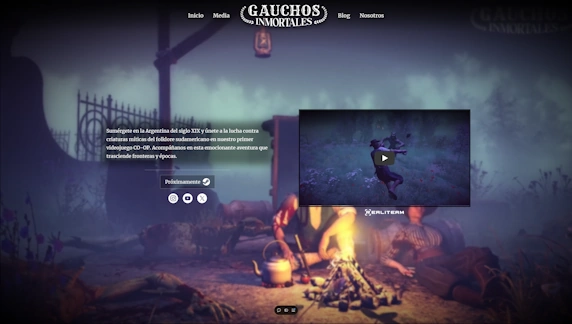 Inicio
Media
GAUCHOS
INMORTALES
Blog
Nosotros
Sumérgete en la Argentina del siglo XIX y únete a la lucha contra
criaturas míticas del folklore sudamericano en nuestro primer
videojuego CO-OP. Acompáñanos en esta emocionante aventura que
trasciende fronteras y épocas.
Próximamente
ERLITEAM